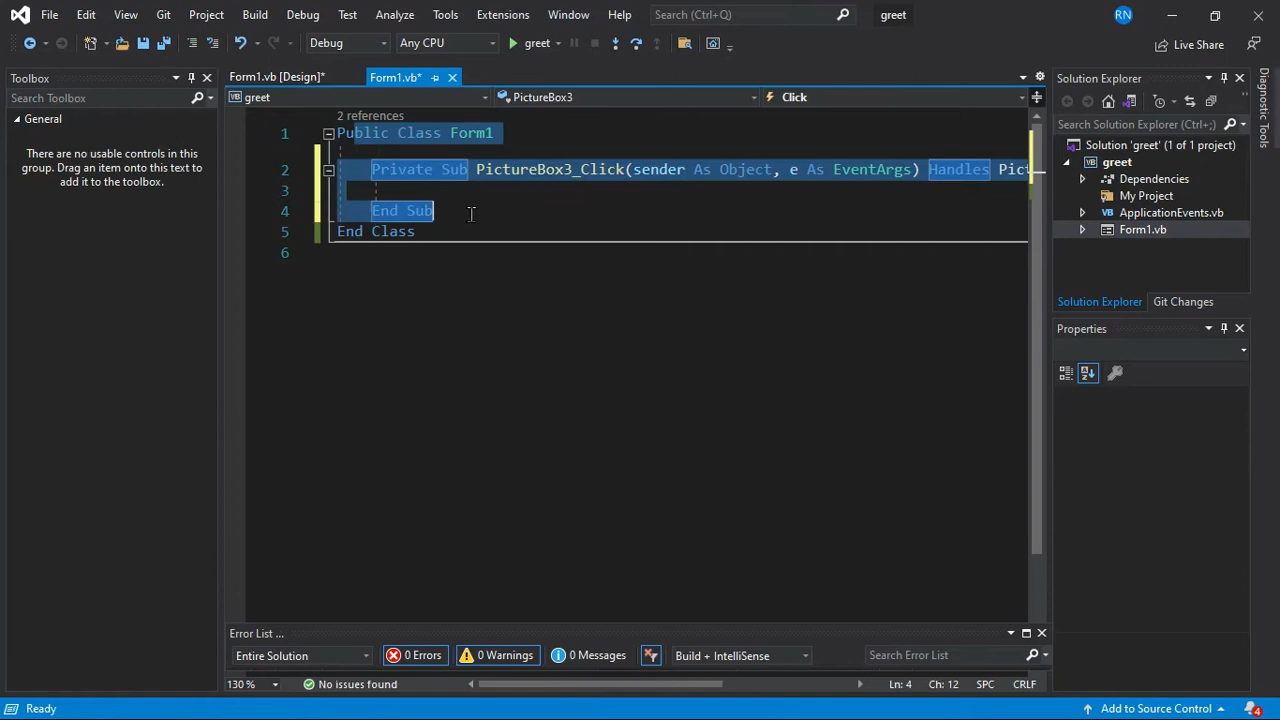 File Edit View Git Project Build Debug Test Analyze Tools Extensions Window Help Search (Ctrl+Q) greet RN
Debug Any CPU greet Live Share
Toolbox
Search Toolbox
General
There are no usable controls in this
group. Drag an item onto this text to
add it to the toolbox.
Form1.vb [Design]* Form1.vb*
VB greet PictureBox3 Click
2 references
1 Public Class Form1
2 Private Sub PictureBox3_Click(sender As Object, e As EventArgs) Handles Pict
3
4 End Sub
5 End Class
6
Solution Explorer
Search Solution Explorer (Ctrl+;)
Solution 'greet' (1 of 1 project)
VB greet
Dependencies
My Project
ApplicationEvents.vb
Form1.vb
Solution Explorer Git Changes
Properties
Diagnostic Tools
Error List ...
Entire Solution 0 Errors 0 Warnings 0 Messages Build + IntelliSense Search Error List
130 % No issues found Ln: 4 Ch: 12 SPC CRLF
Ready Add to Source Control 4